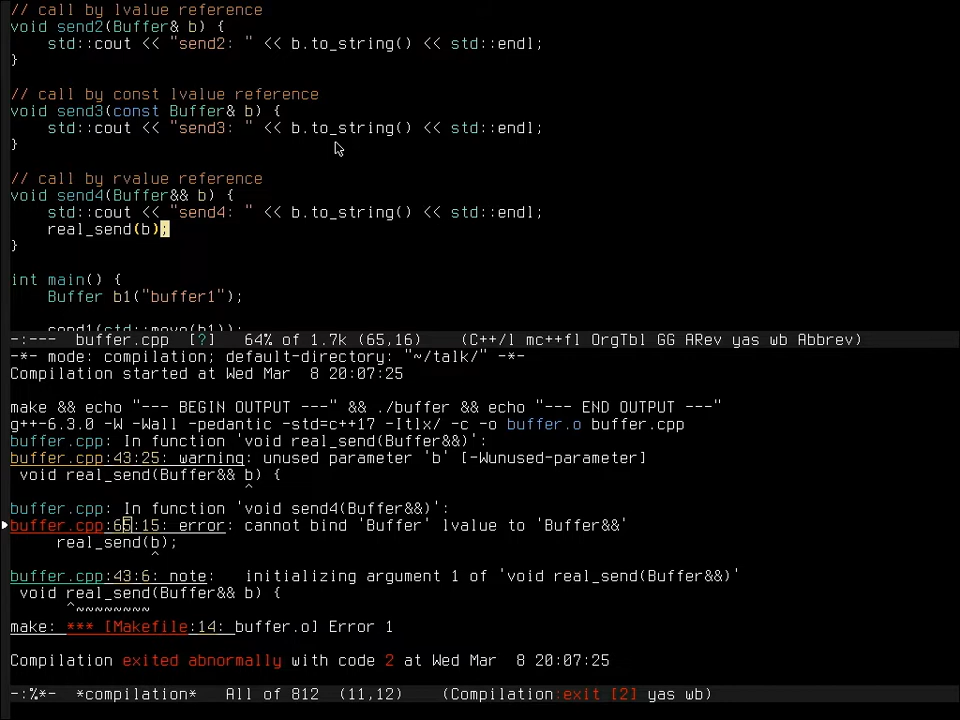 // call by lvalue reference
void send2(Buffer& b) {
    std::cout << "send2: " << b.to_string() << std::endl;
}

// call by const lvalue reference
void send3(const Buffer& b) {
    std::cout << "send3: " << b.to_string() << std::endl;
}

// call by rvalue reference
void send4(Buffer&& b) {
    std::cout << "send4: " << b.to_string() << std::endl;
    real_send(b);
}

int main() {
    Buffer b1("buffer1");

    send1(std::move(b1));
-:---  buffer.cpp  [?]   64% of 1.7k (65,16)    (C++/l mc++fl OrgTbl GG ARev yas wb Abbrev)
-*- mode: compilation; default-directory: "~/talk/" -*-
Compilation started at Wed Mar  8 20:07:25

make && echo "--- BEGIN OUTPUT ---" && ./buffer && echo "--- END OUTPUT ---"
g++-6.3.0 -W -Wall -pedantic -std=c++17 -Itlx/ -c -o buffer.o buffer.cpp
buffer.cpp: In function 'void real_send(Buffer&&)':
buffer.cpp:43:25: warning: unused parameter 'b' [-Wunused-parameter]
 void real_send(Buffer&& b) {
                         ^
buffer.cpp: In function 'void send4(Buffer&&)':
buffer.cpp:65:15: error: cannot bind 'Buffer' lvalue to 'Buffer&&'
     real_send(b);
               ^
buffer.cpp:43:6: note:   initializing argument 1 of 'void real_send(Buffer&&)'
 void real_send(Buffer&& b) {
      ^~~~~~~~~
make: *** [Makefile:14: buffer.o] Error 1

Compilation exited abnormally with code 2 at Wed Mar  8 20:07:25
-:%*-  *compilation*   All of 812  (11,12)    (Compilation:exit [2] yas wb)